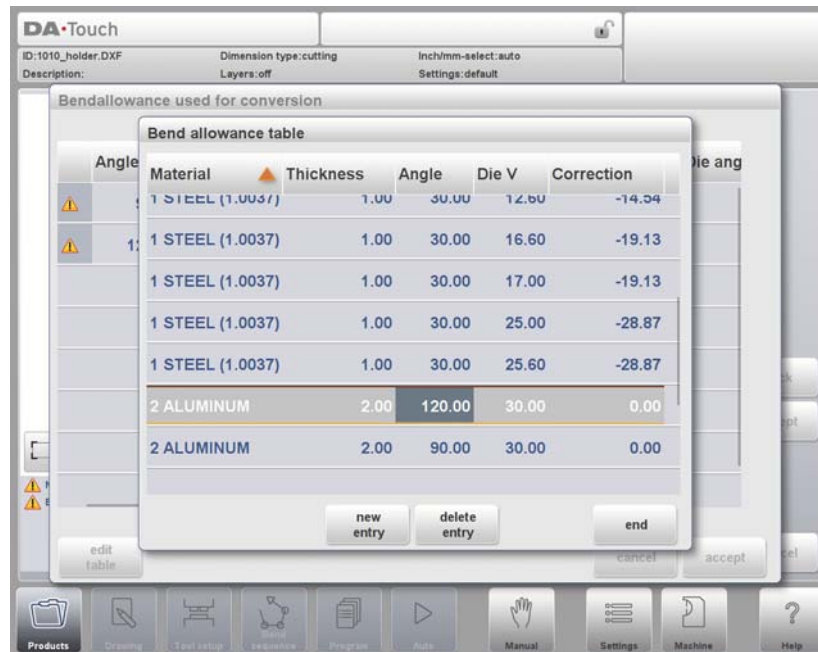 DA·Touch
ID:1010_holder.DXF Dimension type:cutting Inch/mm-select:auto
Description: Layers:off Settings:default
Bendallowance used for conversion
Bend allowance table
Angle Die ang
Material Thickness Angle Die V Correction
1 STEEL (1.0037) 1.00 30.00 12.60 -14.54
1 STEEL (1.0037) 1.00 30.00 16.60 -19.13
1 STEEL (1.0037) 1.00 30.00 17.00 -19.13
1 STEEL (1.0037) 1.00 30.00 25.00 -28.87
1 STEEL (1.0037) 1.00 30.00 25.60 -28.87
2 ALUMINUM 2.00 120.00 30.00 0.00
2 ALUMINUM 2.00 90.00 30.00 0.00
new entry delete entry end
edit table cancel accept
Products Drawing Tool setup Bend sequence Program Auto Manual Settings Machine Help